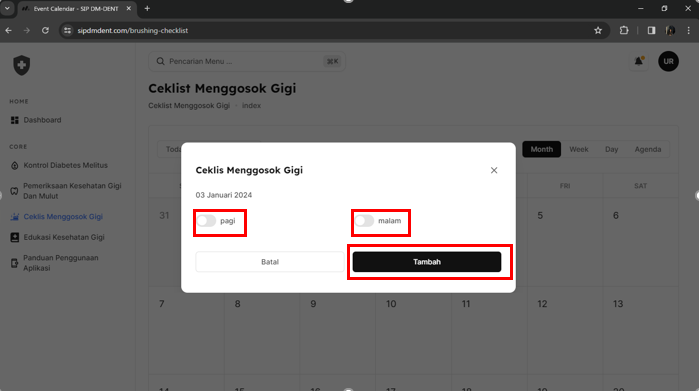 Event Calendar - SIP DM-DENT
sipdmdent.com/brushing-checklist
Pencarian Menu ...
⌘K
UR
HOME
Dashboard
CORE
Kontrol Diabetes Melitus
Pemeriksaan Kesehatan Gigi
Dan Mulut
Ceklis Menggosok Gigi
Edukasi Kesehatan Gigi
Panduan Penggunaan
Aplikasi
Ceklist Menggosok Gigi
Ceklist Menggosok Gigi
index
Month
Week
Day
Agenda
FRI
SAT
31
5
6
Ceklis Menggosok Gigi
03 Januari 2024
pagi
malam
Batal
Tambah
7
8
9
10
11
12
13